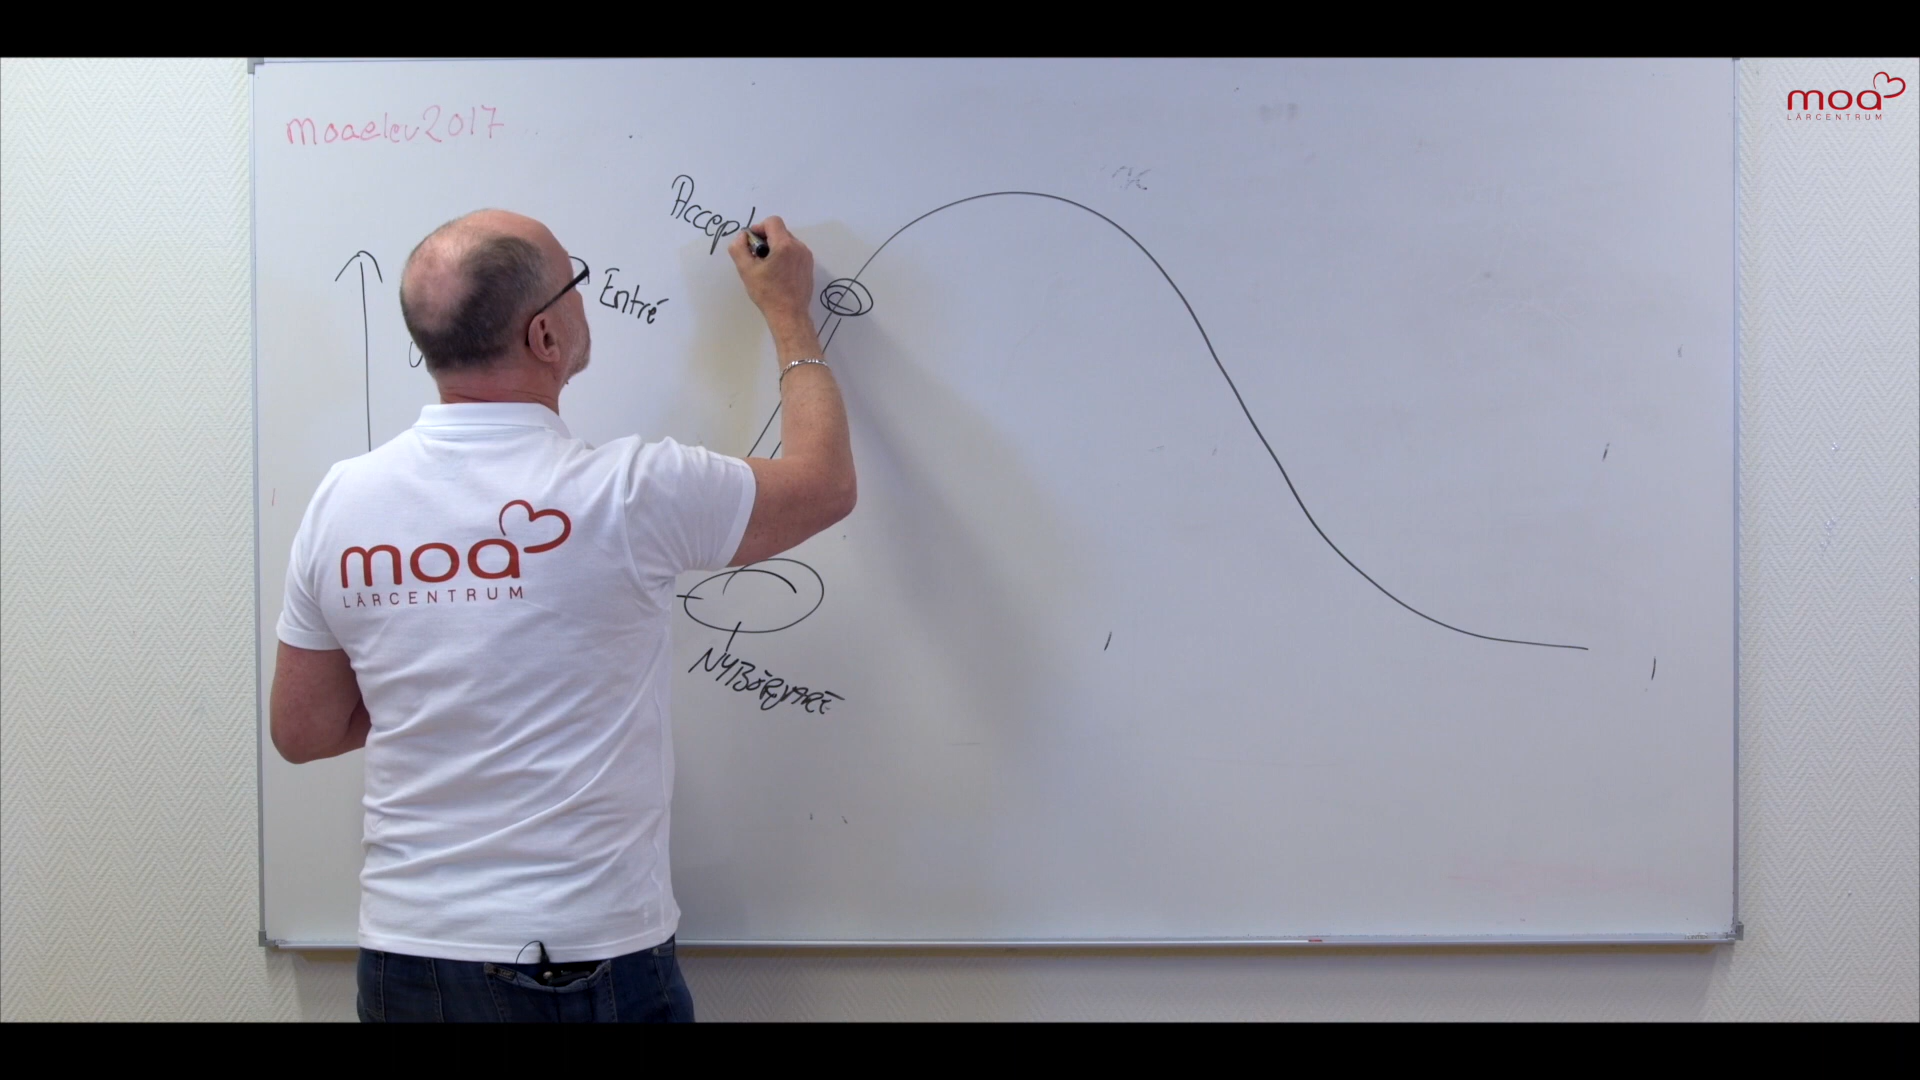 moaelev2017
moa
LÄRCENTRUM
Accept
Entré
moa
LÄRCENTRUM
NYBÖRJARE